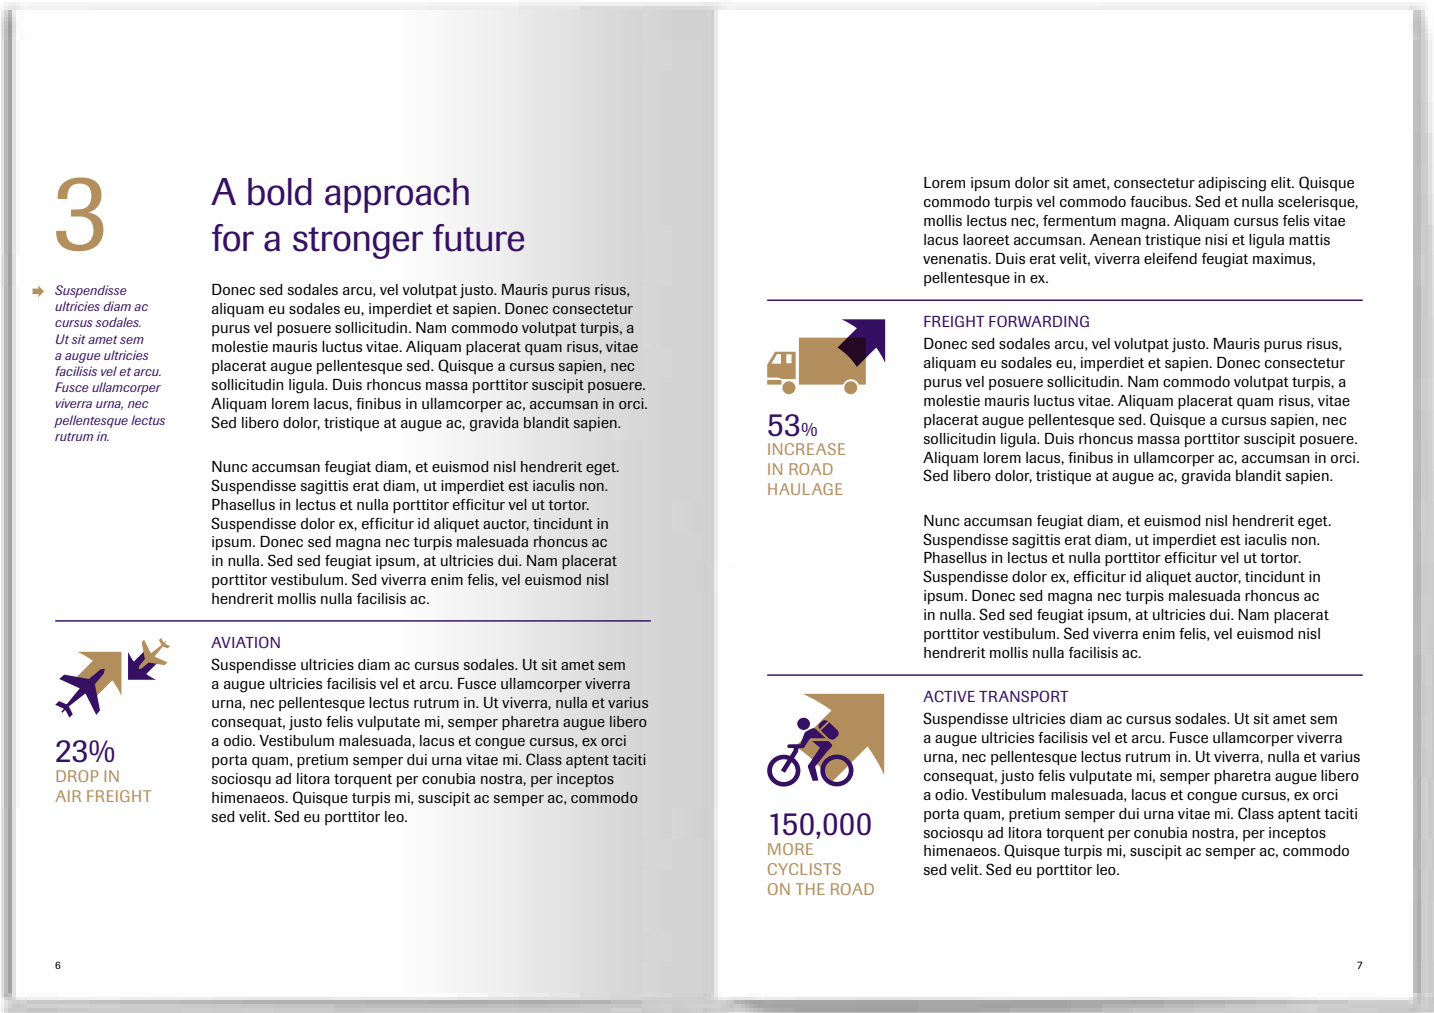 3
A bold approach
for a stronger future
Suspendisse
ultricies diam ac
cursus sodales.
Ut sit amet sem
a augue ultricies
facilisis vel et arcu.
Fusce ullamcorper
viverra urna, nec
pellentesque lectus
rutrum in.
Donec sed sodales arcu, vel volutpat justo. Mauris purus risus,
aliquam eu sodales eu, imperdiet et sapien. Donec consectetur
purus vel posuere sollicitudin. Nam commodo volutpat turpis, a
molestie mauris luctus vitae. Aliquam placerat quam risus, vitae
placerat augue pellentesque sed. Quisque a cursus sapien, nec
sollicitudin ligula. Duis rhoncus massa porttitor suscipit posuere.
Aliquam lorem lacus, finibus in ullamcorper ac, accumsan in orci.
Sed libero dolor, tristique at augue ac, gravida blandit sapien.
Nunc accumsan feugiat diam, et euismod nisl hendrerit eget.
Suspendisse sagittis erat diam, ut imperdiet est iaculis non.
Phasellus in lectus et nulla porttitor efficitur vel ut tortor.
Suspendisse dolor ex, efficitur id aliquet auctor, tincidunt in
ipsum. Donec sed magna nec turpis malesuada rhoncus ac
in nulla. Sed sed feugiat ipsum, at ultricies dui. Nam placerat
porttitor vestibulum. Sed viverra enim felis, vel euismod nisl
hendrerit mollis nulla facilisis ac.
23%
DROP IN
AIR FREIGHT
AVIATION
Suspendisse ultricies diam ac cursus sodales. Ut sit amet sem
a augue ultricies facilisis vel et arcu. Fusce ullamcorper viverra
urna, nec pellentesque lectus rutrum in. Ut viverra, nulla et varius
consequat, justo felis vulputate mi, semper pharetra augue libero
a odio. Vestibulum malesuada, lacus et congue cursus, ex orci
porta quam, pretium semper dui urna vitae mi. Class aptent taciti
sociosqu ad litora torquent per conubia nostra, per inceptos
himenaeos. Quisque turpis mi, suscipit ac semper ac, commodo
sed velit. Sed eu porttitor leo.
6
Lorem ipsum dolor sit amet, consectetur adipiscing elit. Quisque
commodo turpis vel commodo faucibus. Sed et nulla scelerisque,
mollis lectus nec, fermentum magna. Aliquam cursus felis vitae
lacus laoreet accumsan. Aenean tristique nisi et ligula mattis
venenatis. Duis erat velit, viverra eleifend feugiat maximus,
pellentesque in ex.
53%
INCREASE
IN ROAD
HAULAGE
FREIGHT FORWARDING
Donec sed sodales arcu, vel volutpat justo. Mauris purus risus,
aliquam eu sodales eu, imperdiet et sapien. Donec consectetur
purus vel posuere sollicitudin. Nam commodo volutpat turpis, a
molestie mauris luctus vitae. Aliquam placerat quam risus, vitae
placerat augue pellentesque sed. Quisque a cursus sapien, nec
sollicitudin ligula. Duis rhoncus massa porttitor suscipit posuere.
Aliquam lorem lacus, finibus in ullamcorper ac, accumsan in orci.
Sed libero dolor, tristique at augue ac, gravida blandit sapien.
Nunc accumsan feugiat diam, et euismod nisl hendrerit eget.
Suspendisse sagittis erat diam, ut imperdiet est iaculis non.
Phasellus in lectus et nulla porttitor efficitur vel ut tortor.
Suspendisse dolor ex, efficitur id aliquet auctor, tincidunt in
ipsum. Donec sed magna nec turpis malesuada rhoncus ac
in nulla. Sed sed feugiat ipsum, at ultricies dui. Nam placerat
porttitor vestibulum. Sed viverra enim felis, vel euismod nisl
hendrerit mollis nulla facilisis ac.
150,000
MORE
CYCLISTS
ON THE ROAD
ACTIVE TRANSPORT
Suspendisse ultricies diam ac cursus sodales. Ut sit amet sem
a augue ultricies facilisis vel et arcu. Fusce ullamcorper viverra
urna, nec pellentesque lectus rutrum in. Ut viverra, nulla et varius
consequat, justo felis vulputate mi, semper pharetra augue libero
a odio. Vestibulum malesuada, lacus et congue cursus, ex orci
porta quam, pretium semper dui urna vitae mi. Class aptent taciti
sociosqu ad litora torquent per conubia nostra, per inceptos
himenaeos. Quisque turpis mi, suscipit ac semper ac, commodo
sed velit. Sed eu porttitor leo.
7